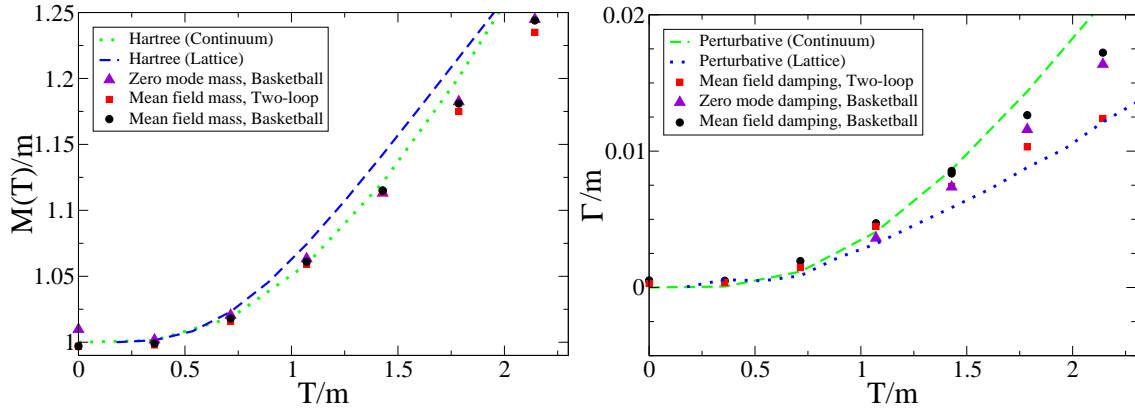 1.25
1.2
1.15
1.1
1.05
1
M(T)/m
Hartree (Continuum)
Hartree (Lattice)
Zero mode mass, Basketball
Mean field mass, Two-loop
Mean field mass, Basketball
0
0.5
1
1.5
2
T/m
0.02
0.01
0
Γ/m
Perturbative (Continuum)
Perturbative (Lattice)
Mean field damping, Two-loop
Zero mode damping, Basketball
Mean field damping, Basketball
0
0.5
1
1.5
2
T/m